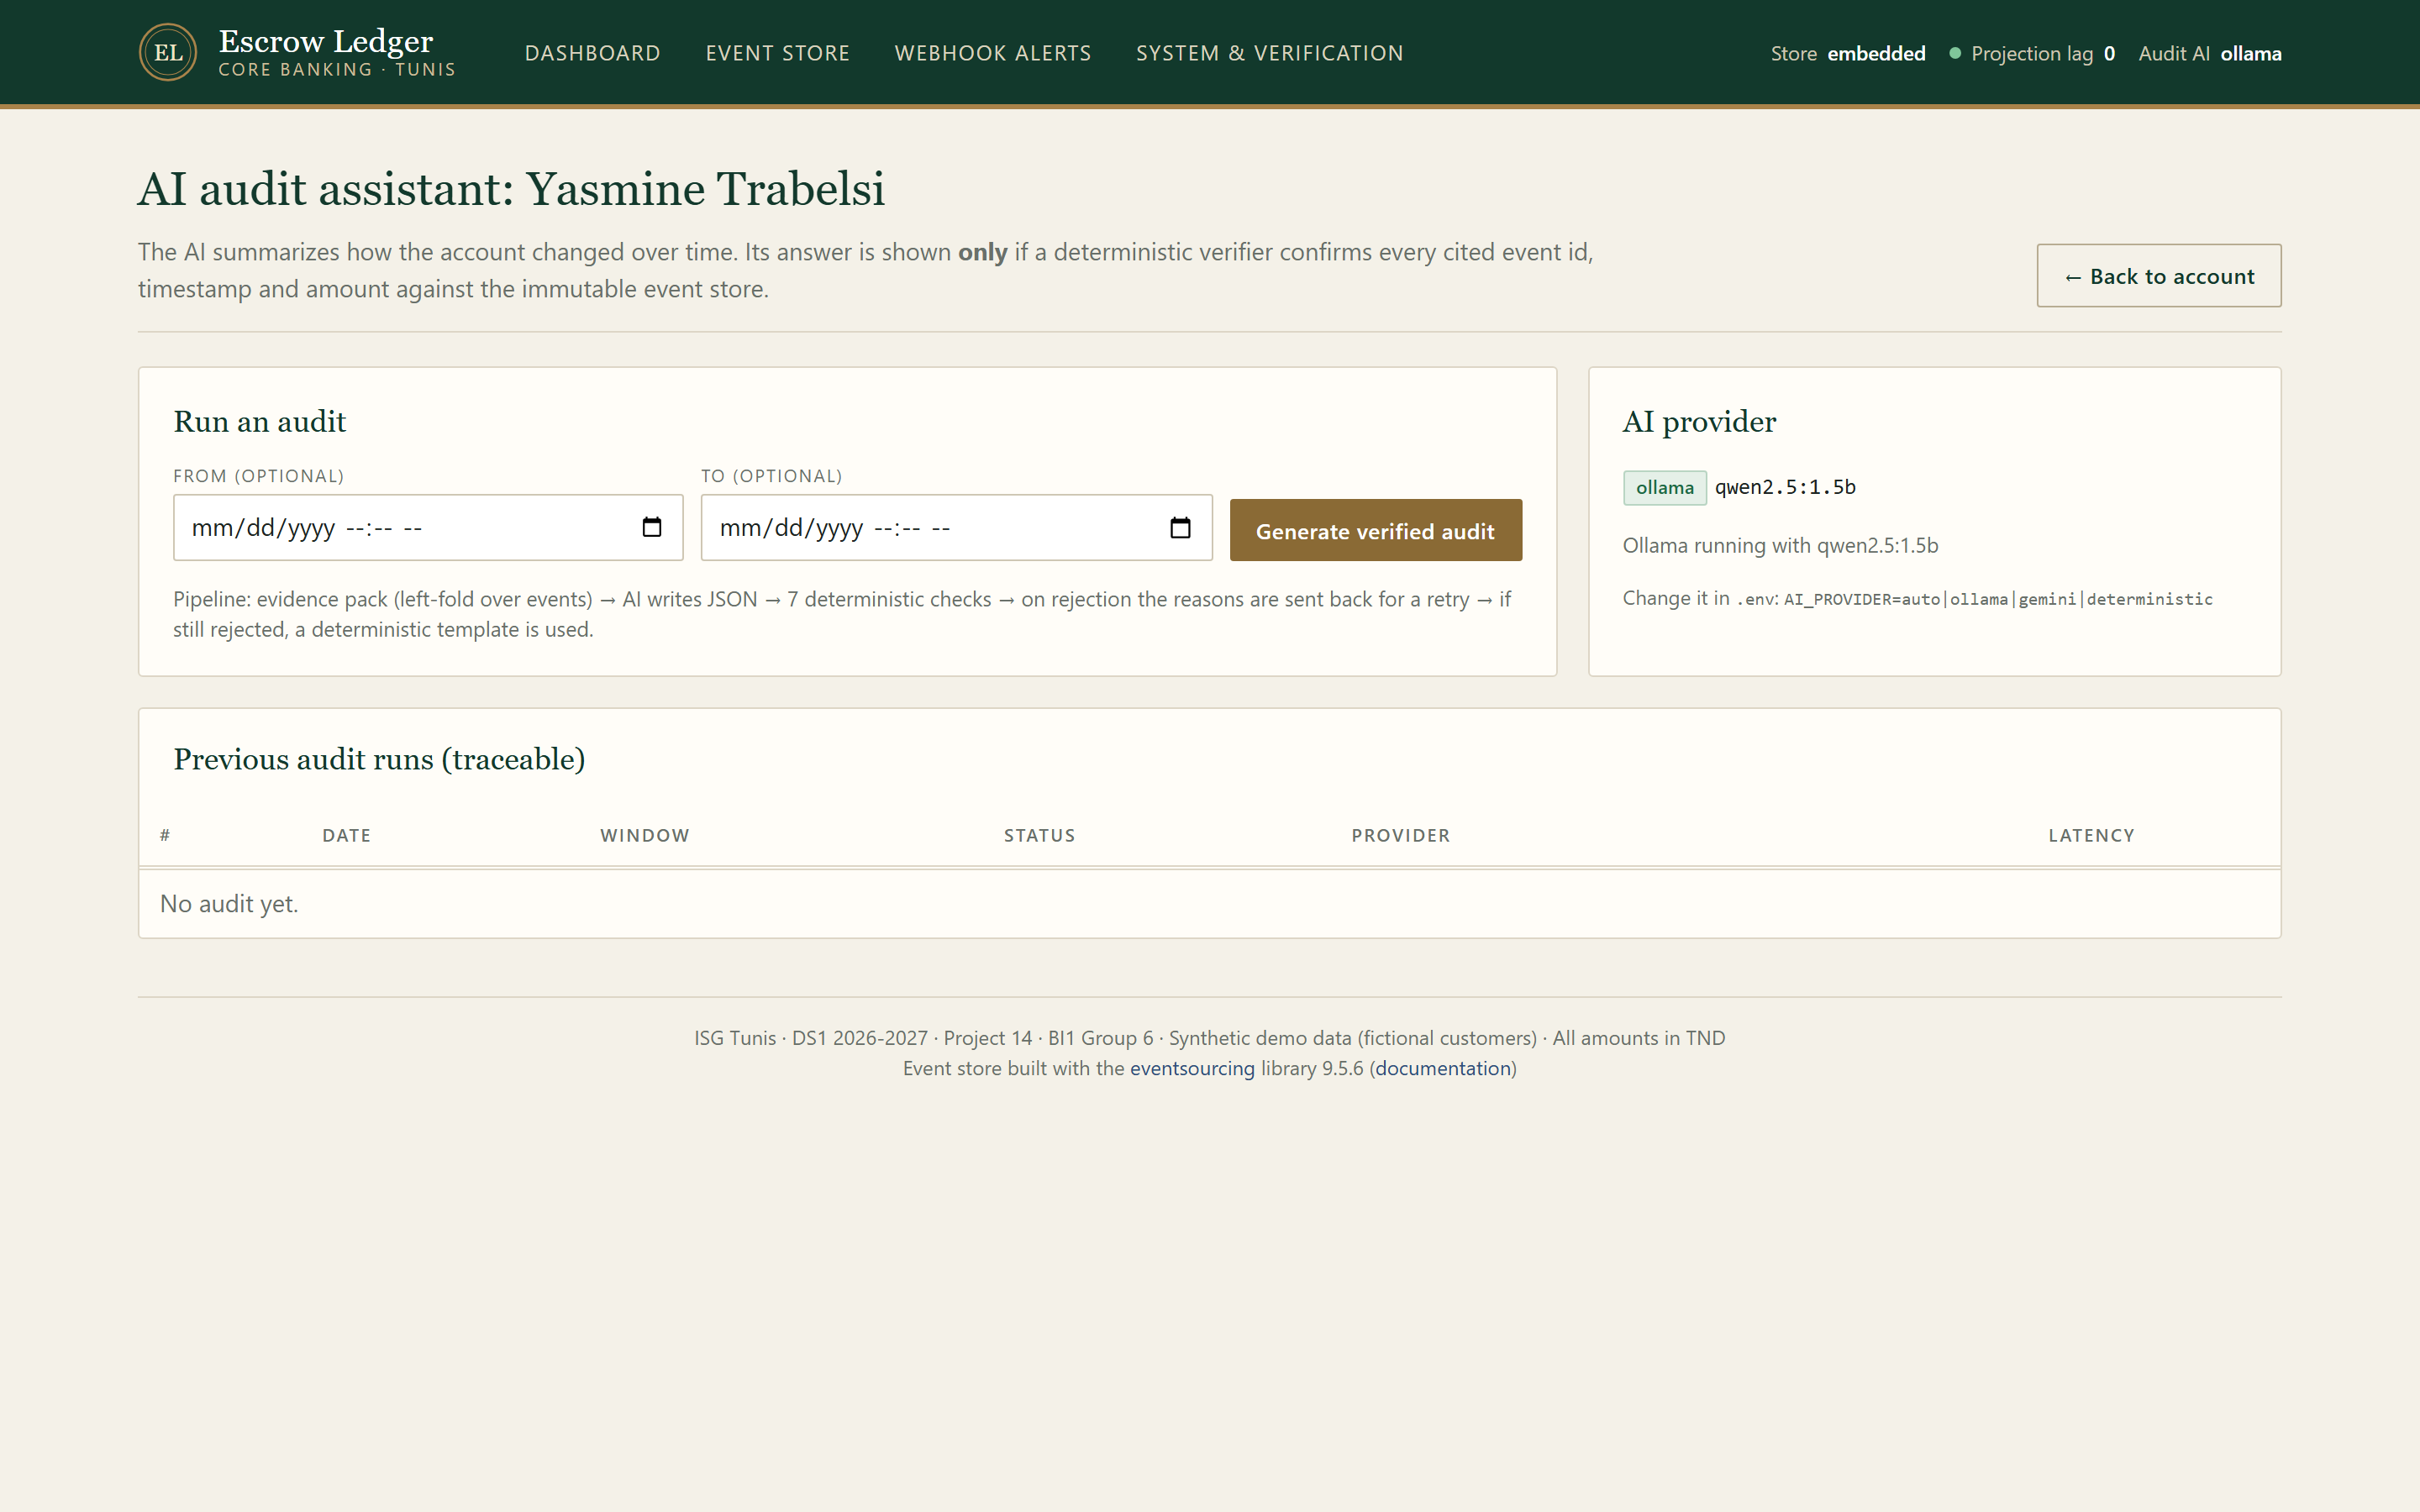 EL
Escrow Ledger
CORE BANKING · TUNIS
DASHBOARD
EVENT STORE
WEBHOOK ALERTS
SYSTEM & VERIFICATION
Store embedded
Projection lag 0
Audit AI ollama
AI audit assistant: Yasmine Trabelsi
The AI summarizes how the account changed over time. Its answer is shown only if a deterministic verifier confirms every cited event id,
timestamp and amount against the immutable event store.
← Back to account
Run an audit
FROM (OPTIONAL)
TO (OPTIONAL)
mm/dd/yyyy --:-- --
mm/dd/yyyy --:-- --
Generate verified audit
Pipeline: evidence pack (left-fold over events) → AI writes JSON → 7 deterministic checks → on rejection the reasons are sent back for a retry → if
still rejected, a deterministic template is used.
AI provider
ollama qwen2.5:1.5b
Ollama running with qwen2.5:1.5b
Change it in .env: AI_PROVIDER=auto|ollama|gemini|deterministic
Previous audit runs (traceable)
# DATE WINDOW STATUS PROVIDER LATENCY
No audit yet.
ISG Tunis · DS1 2026-2027 · Project 14 · BI1 Group 6 · Synthetic demo data (fictional customers) · All amounts in TND
Event store built with the eventsourcing library 9.5.6 (documentation)